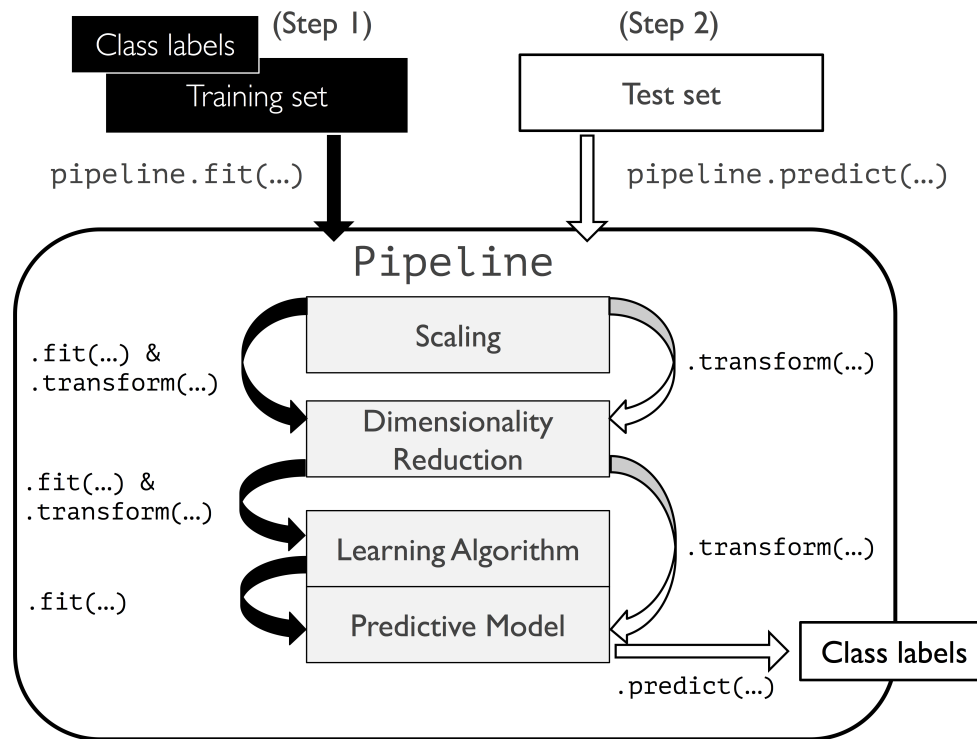 (Step 1)
(Step 2)
Class labels
Training set
Test set
pipeline.fit(…)
pipeline.predict(…)
Pipeline
Scaling
.fit(…) &
.transform(…)
.transform(…)
Dimensionality
Reduction
.fit(…) &
.transform(…)
Learning Algorithm
.transform(…)
.fit(…)
Predictive Model
Class labels
.predict(…)